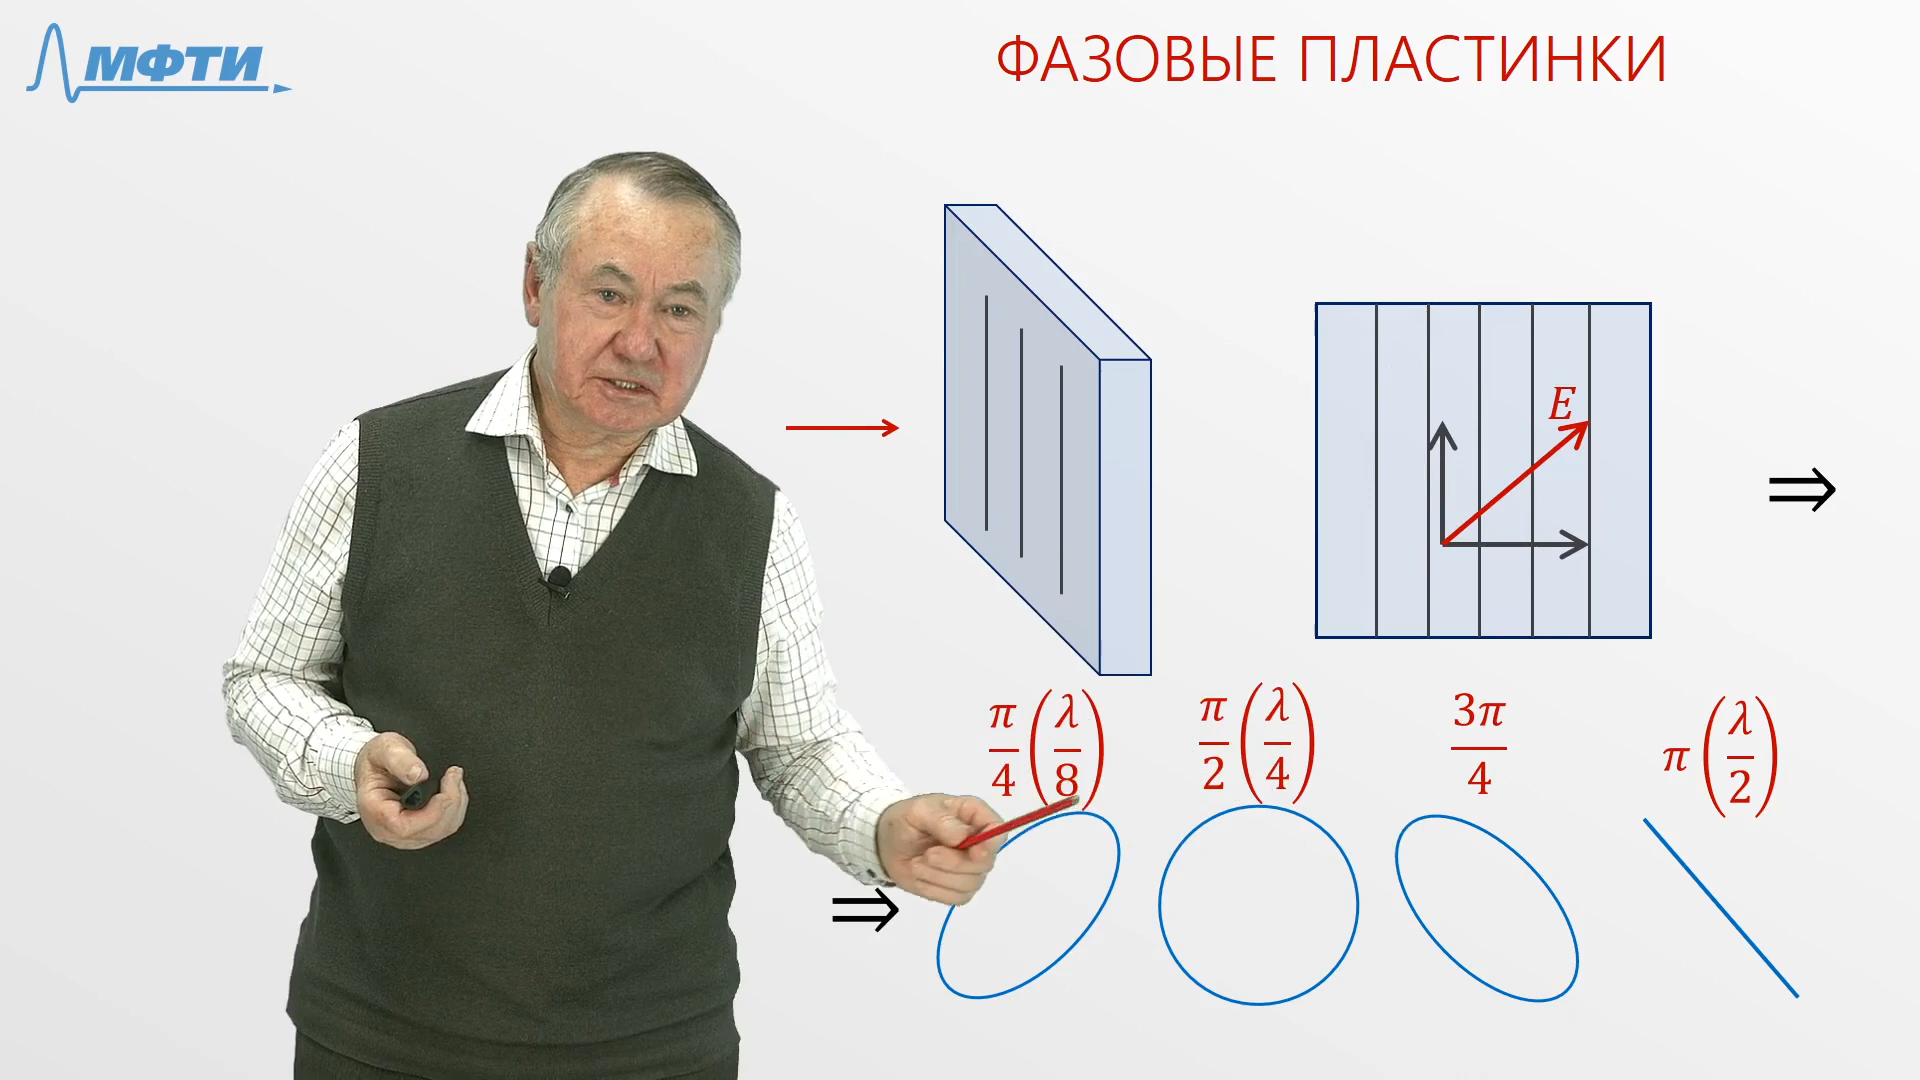 МФТИ
ФАЗОВЫЕ ПЛАСТИНКИ
E
⇒
π/4 (λ/8) π/2 (λ/4) 3π/4 π (λ/2)
⇒